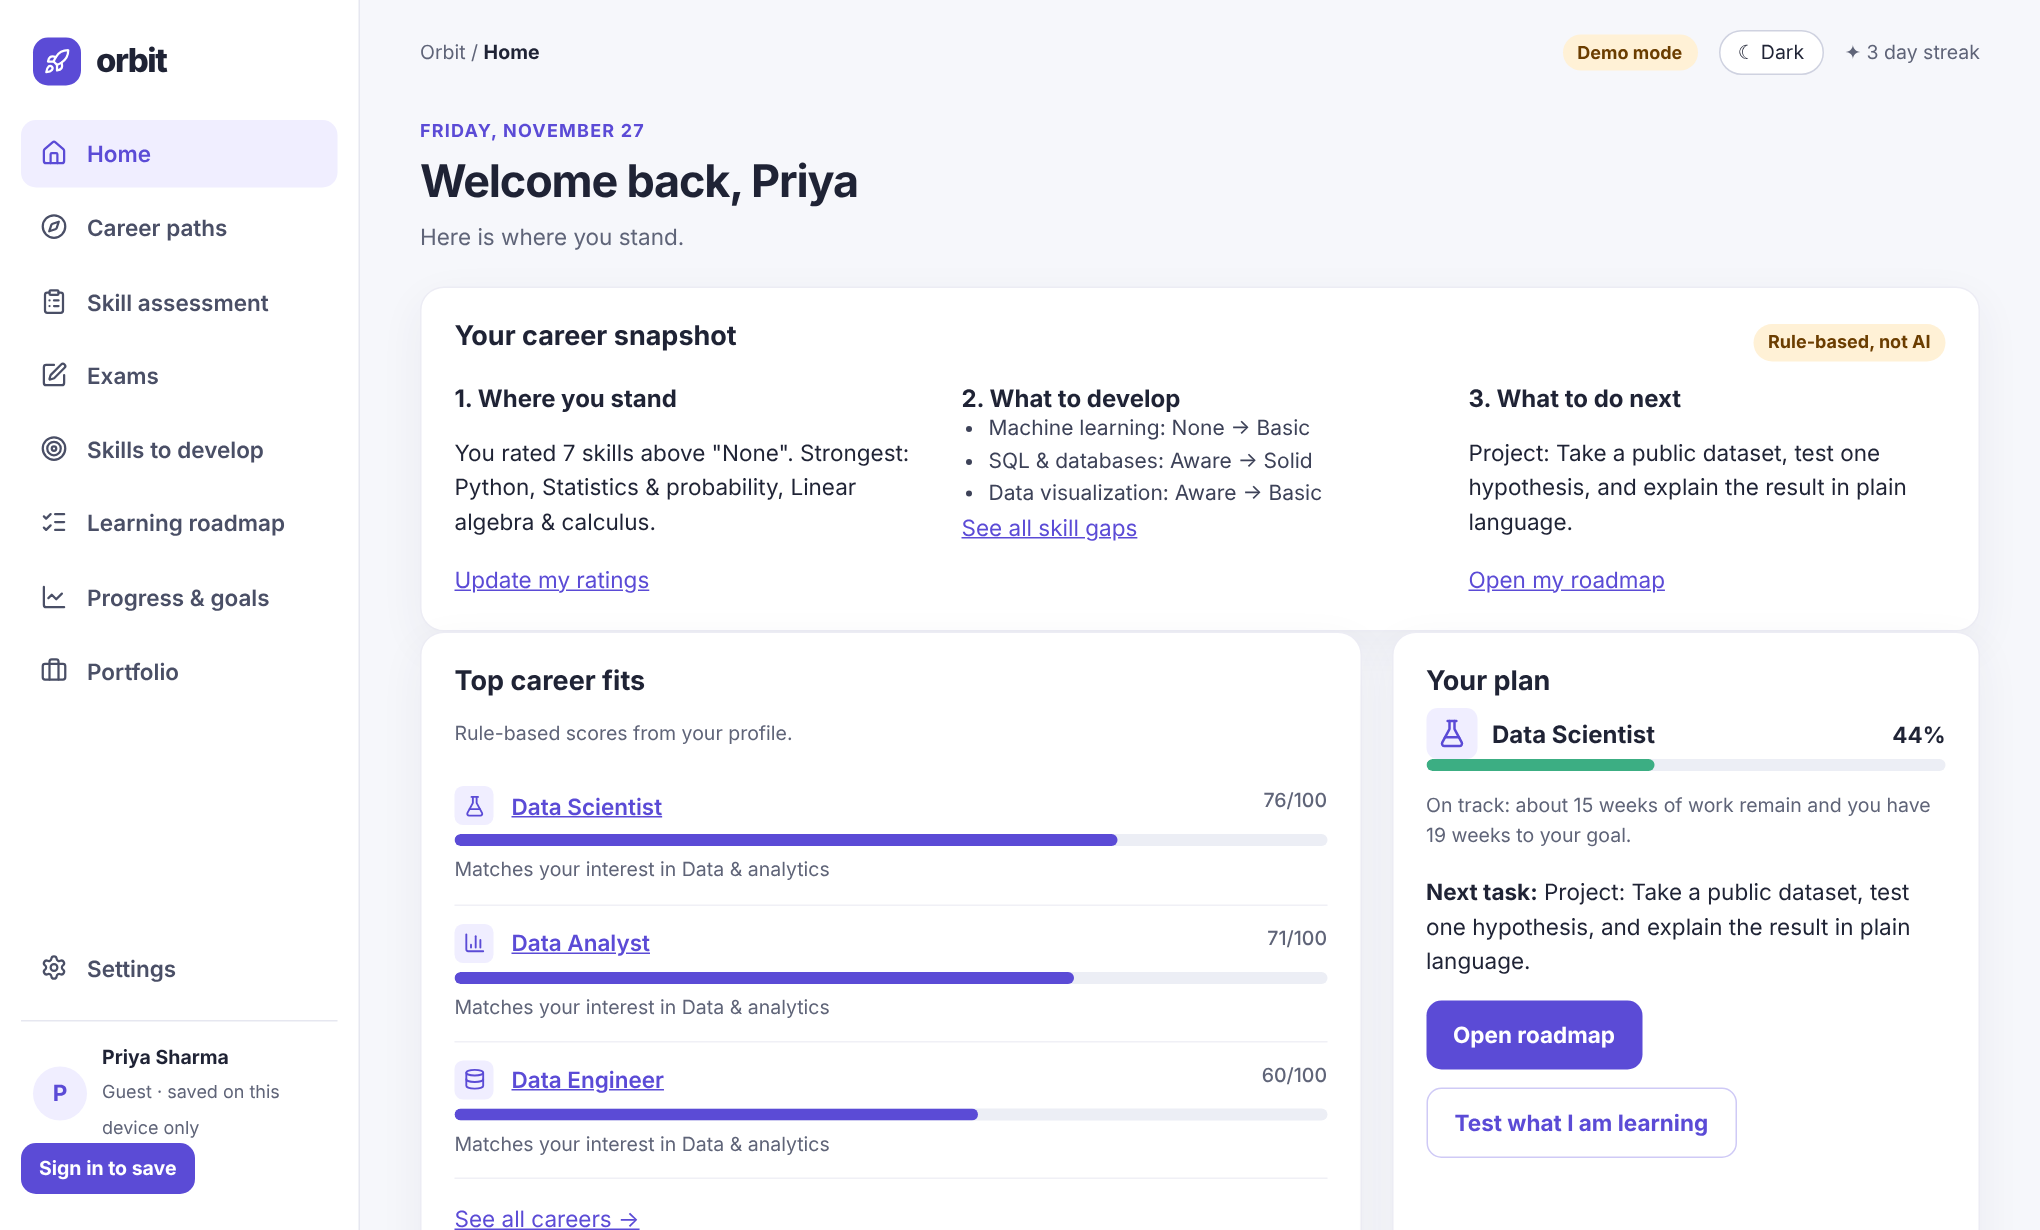 orbit
Home
Career paths
Skill assessment
Exams
Skills to develop
Learning roadmap
Progress & goals
Portfolio
Settings
Priya Sharma
P
Guest · saved on this
device only
Sign in to save
Orbit / Home
Demo mode
☾ Dark
✦ 3 day streak
FRIDAY, NOVEMBER 27
Welcome back, Priya
Here is where you stand.
Your career snapshot
Rule-based, not AI
1. Where you stand
You rated 7 skills above "None". Strongest:
Python, Statistics & probability, Linear
algebra & calculus.
Update my ratings
2. What to develop
• Machine learning: None → Basic
• SQL & databases: Aware → Solid
• Data visualization: Aware → Basic
See all skill gaps
3. What to do next
Project: Take a public dataset, test one
hypothesis, and explain the result in plain
language.
Open my roadmap
Top career fits
Rule-based scores from your profile.
Data Scientist
76/100
Matches your interest in Data & analytics
Data Analyst
71/100
Matches your interest in Data & analytics
Data Engineer
60/100
Matches your interest in Data & analytics
See all careers →
Your plan
Data Scientist
44%
On track: about 15 weeks of work remain and you have
19 weeks to your goal.
Next task: Project: Take a public dataset, test
one hypothesis, and explain the result in plain
language.
Open roadmap
Test what I am learning